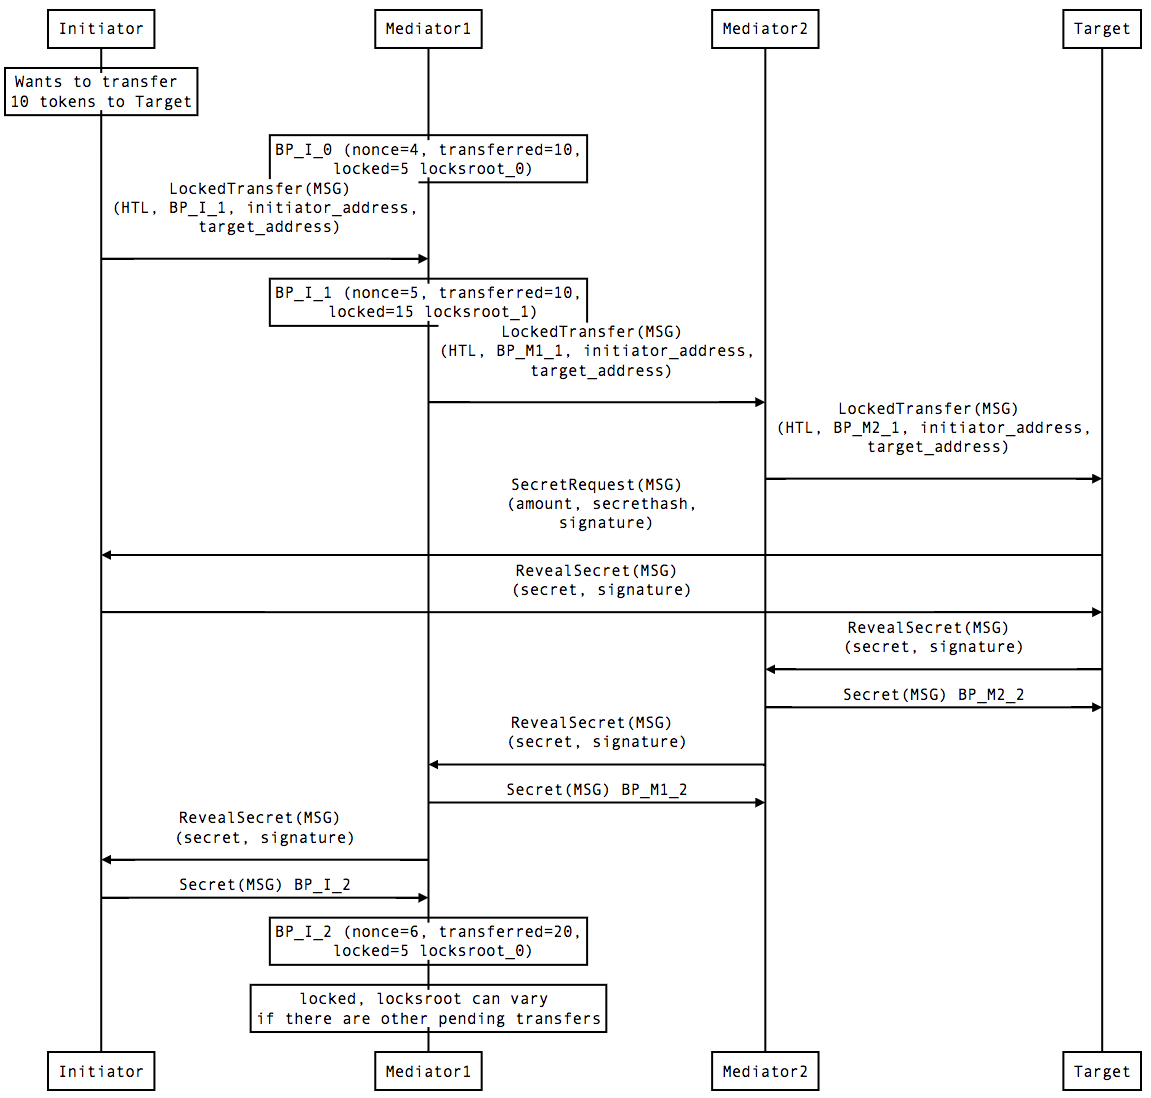 Initiator
Mediator1
Mediator2
Target
Wants to transfer
10 tokens to Target
BP_I_0 (nonce=4, transferred=10,
locked=5 locksroot_0)
LockedTransfer(MSG)
(HTL, BP_I_1, initiator_address,
target_address)
BP_I_1 (nonce=5, transferred=10,
locked=15 locksroot_1)
LockedTransfer(MSG)
(HTL, BP_M1_1, initiator_address,
target_address)
LockedTransfer(MSG)
(HTL, BP_M2_1, initiator_address,
target_address)
SecretRequest(MSG)
(amount, secrethash,
signature)
RevealSecret(MSG)
(secret, signature)
RevealSecret(MSG)
(secret, signature)
Secret(MSG) BP_M2_2
RevealSecret(MSG)
(secret, signature)
Secret(MSG) BP_M1_2
RevealSecret(MSG)
(secret, signature)
Secret(MSG) BP_I_2
BP_I_2 (nonce=6, transferred=20,
locked=5 locksroot_0)
locked, locksroot can vary
if there are other pending transfers
Initiator
Mediator1
Mediator2
Target